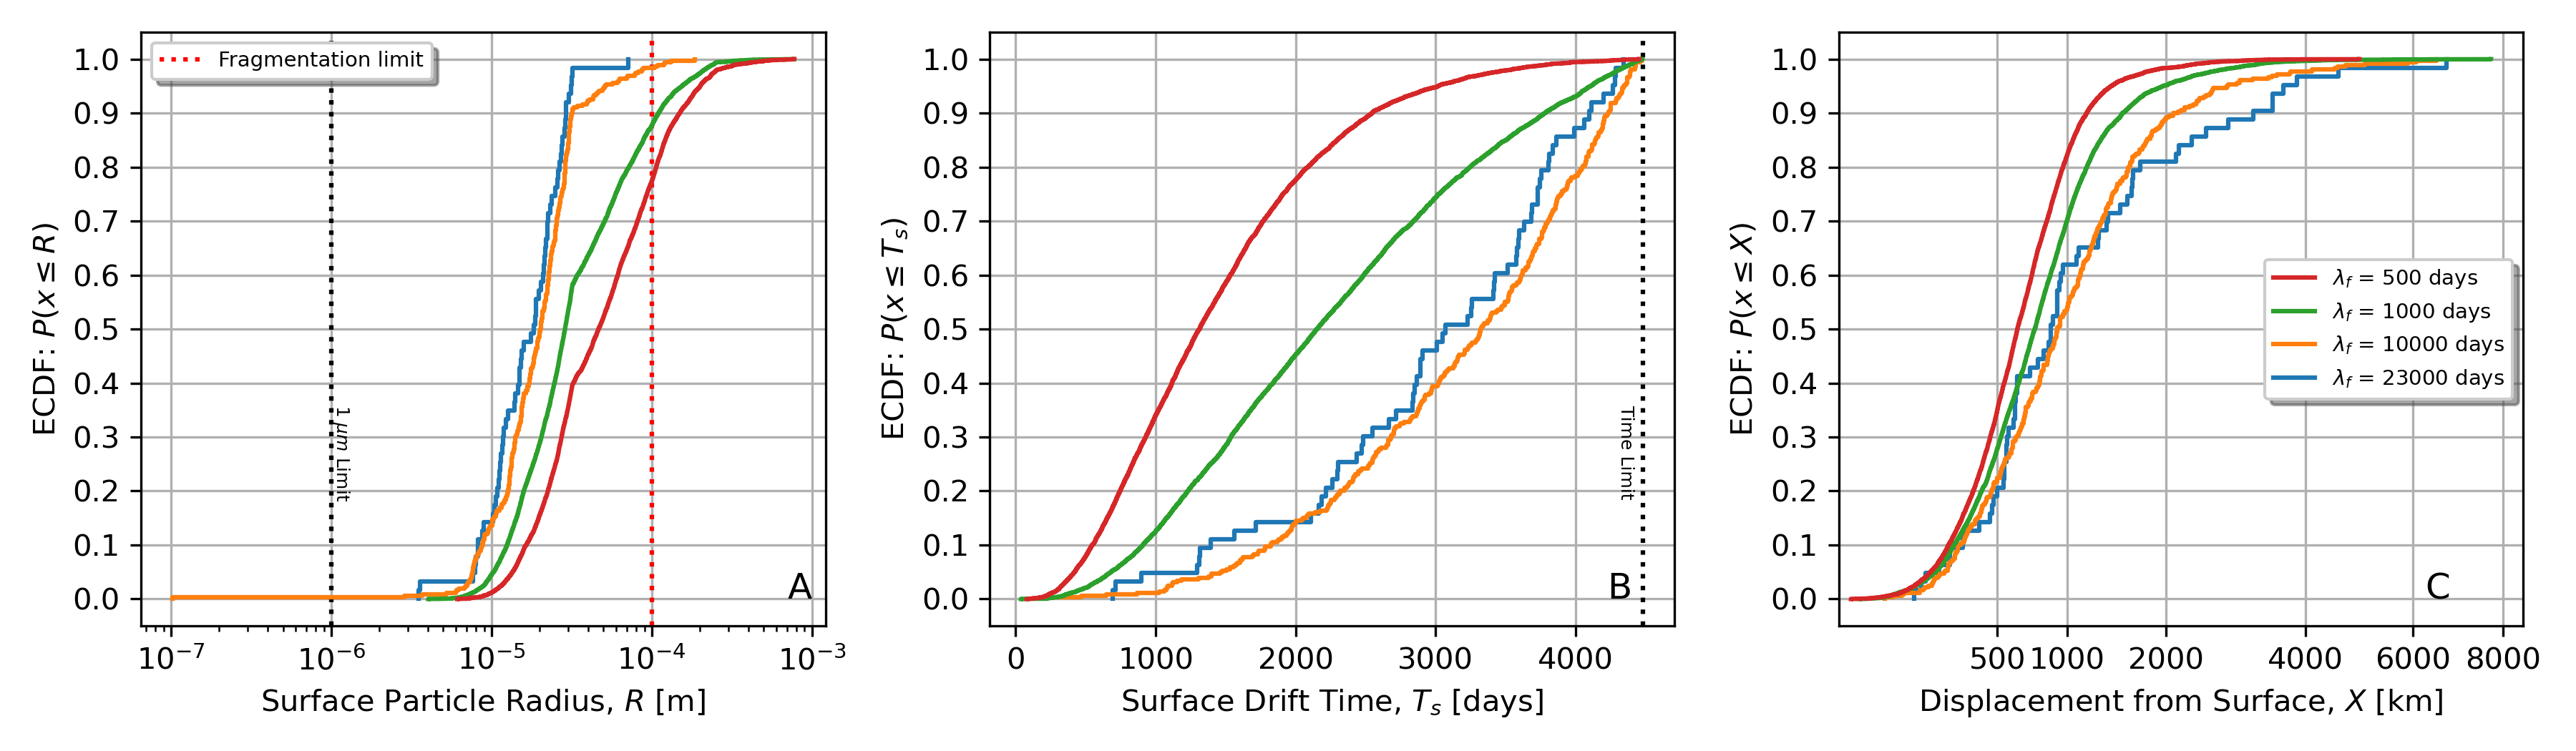 ECDF: P(x ≤ R)
1.0
0.9
0.8
0.7
0.6
0.5
0.4
0.3
0.2
0.1
0.0
Fragmentation limit
1 μm Limit
A
10⁻⁷ 10⁻⁶ 10⁻⁵ 10⁻⁴ 10⁻³
Surface Particle Radius, R [m]
ECDF: P(x ≤ Tₛ)
1.0
0.9
0.8
0.7
0.6
0.5
0.4
0.3
0.2
0.1
0.0
Time Limit
B
0 1000 2000 3000 4000
Surface Drift Time, Tₛ [days]
ECDF: P(x ≤ X)
1.0
0.9
0.8
0.7
0.6
0.5
0.4
0.3
0.2
0.1
0.0
λ_f = 500 days
λ_f = 1000 days
λ_f = 10000 days
λ_f = 23000 days
C
500 1000 2000 4000 6000 8000
Displacement from Surface, X [km]